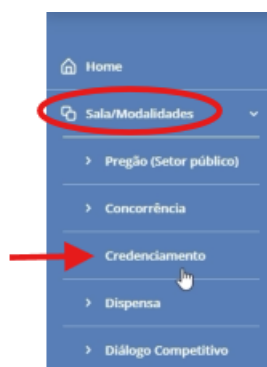 Home
Sala/Modalidades
Pregão (Setor público)
Concorrência
Credenciamento
Dispensa
Diálogo Competitivo